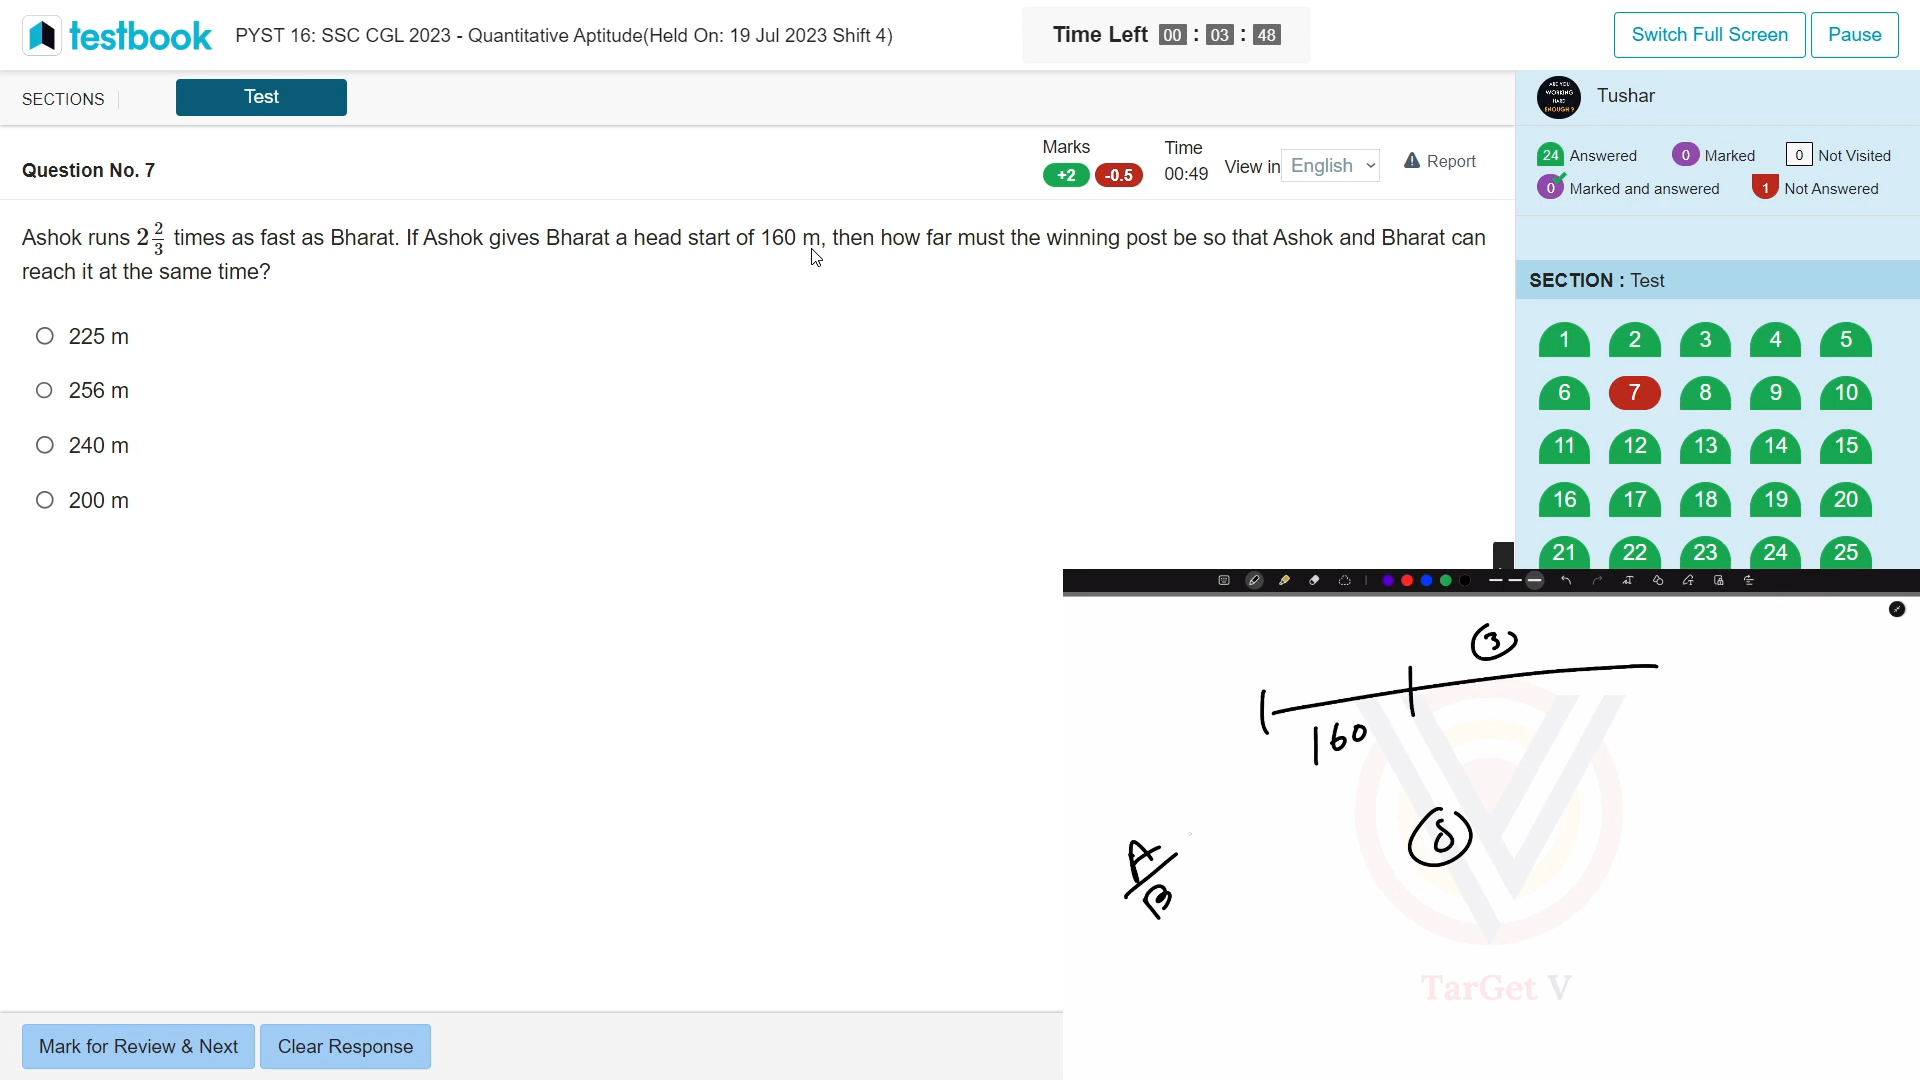 testbook PYST 16: SSC CGL 2023 - Quantitative Aptitude(Held On: 19 Jul 2023 Shift 4) Time Left 00 : 03 : 48 Switch Full Screen Pause
SECTIONS Test
Tushar
ARE YOU
WORKING
HARD
ENOUGH ?
24 Answered 0 Marked 0 Not Visited
0 Marked and answered 1 Not Answered
Question No. 7
Marks
+2 -0.5
Time
00:49
View in English
Report
Ashok runs 2 2/3 times as fast as Bharat. If Ashok gives Bharat a head start of 160 m, then how far must the winning post be so that Ashok and Bharat can
reach it at the same time?
225 m
256 m
240 m
200 m
SECTION : Test
1 2 3 4 5
6 7 8 9 10
11 12 13 14 15
16 17 18 19 20
21 22 23 24 25
3
160
8
A/B
TarGet V
Mark for Review & Next Clear Response